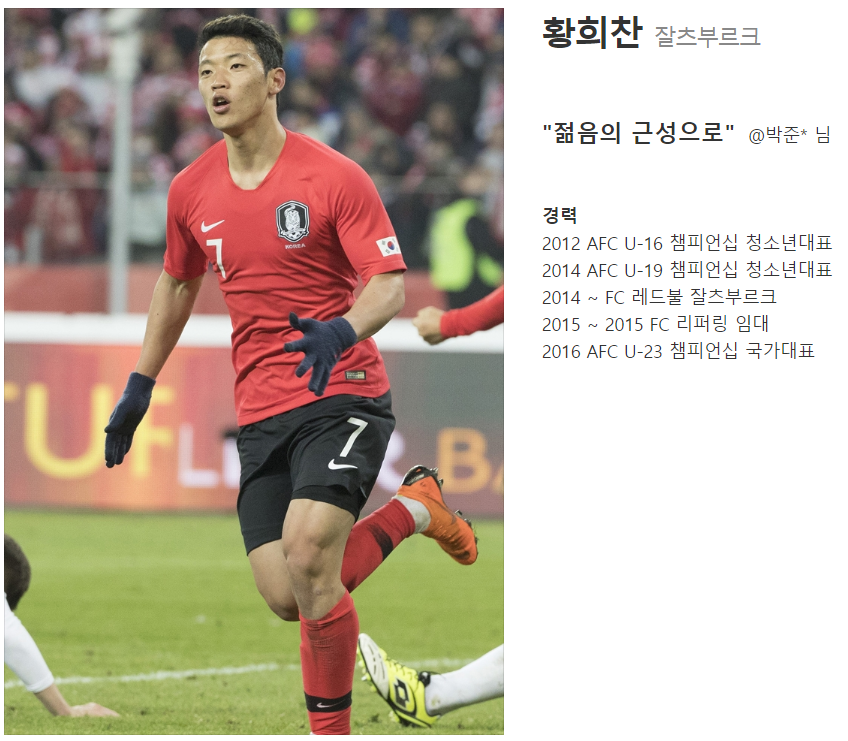 황희찬 잘츠부르크
"젊음의 근성으로" @박준* 님
경력
2012 AFC U-16 챔피언십 청소년대표
2014 AFC U-19 챔피언십 청소년대표
2014 ~ FC 레드불 잘츠부르크
2015 ~ 2015 FC 리퍼링 임대
2016 AFC U-23 챔피언십 국가대표
7
KOREA
7